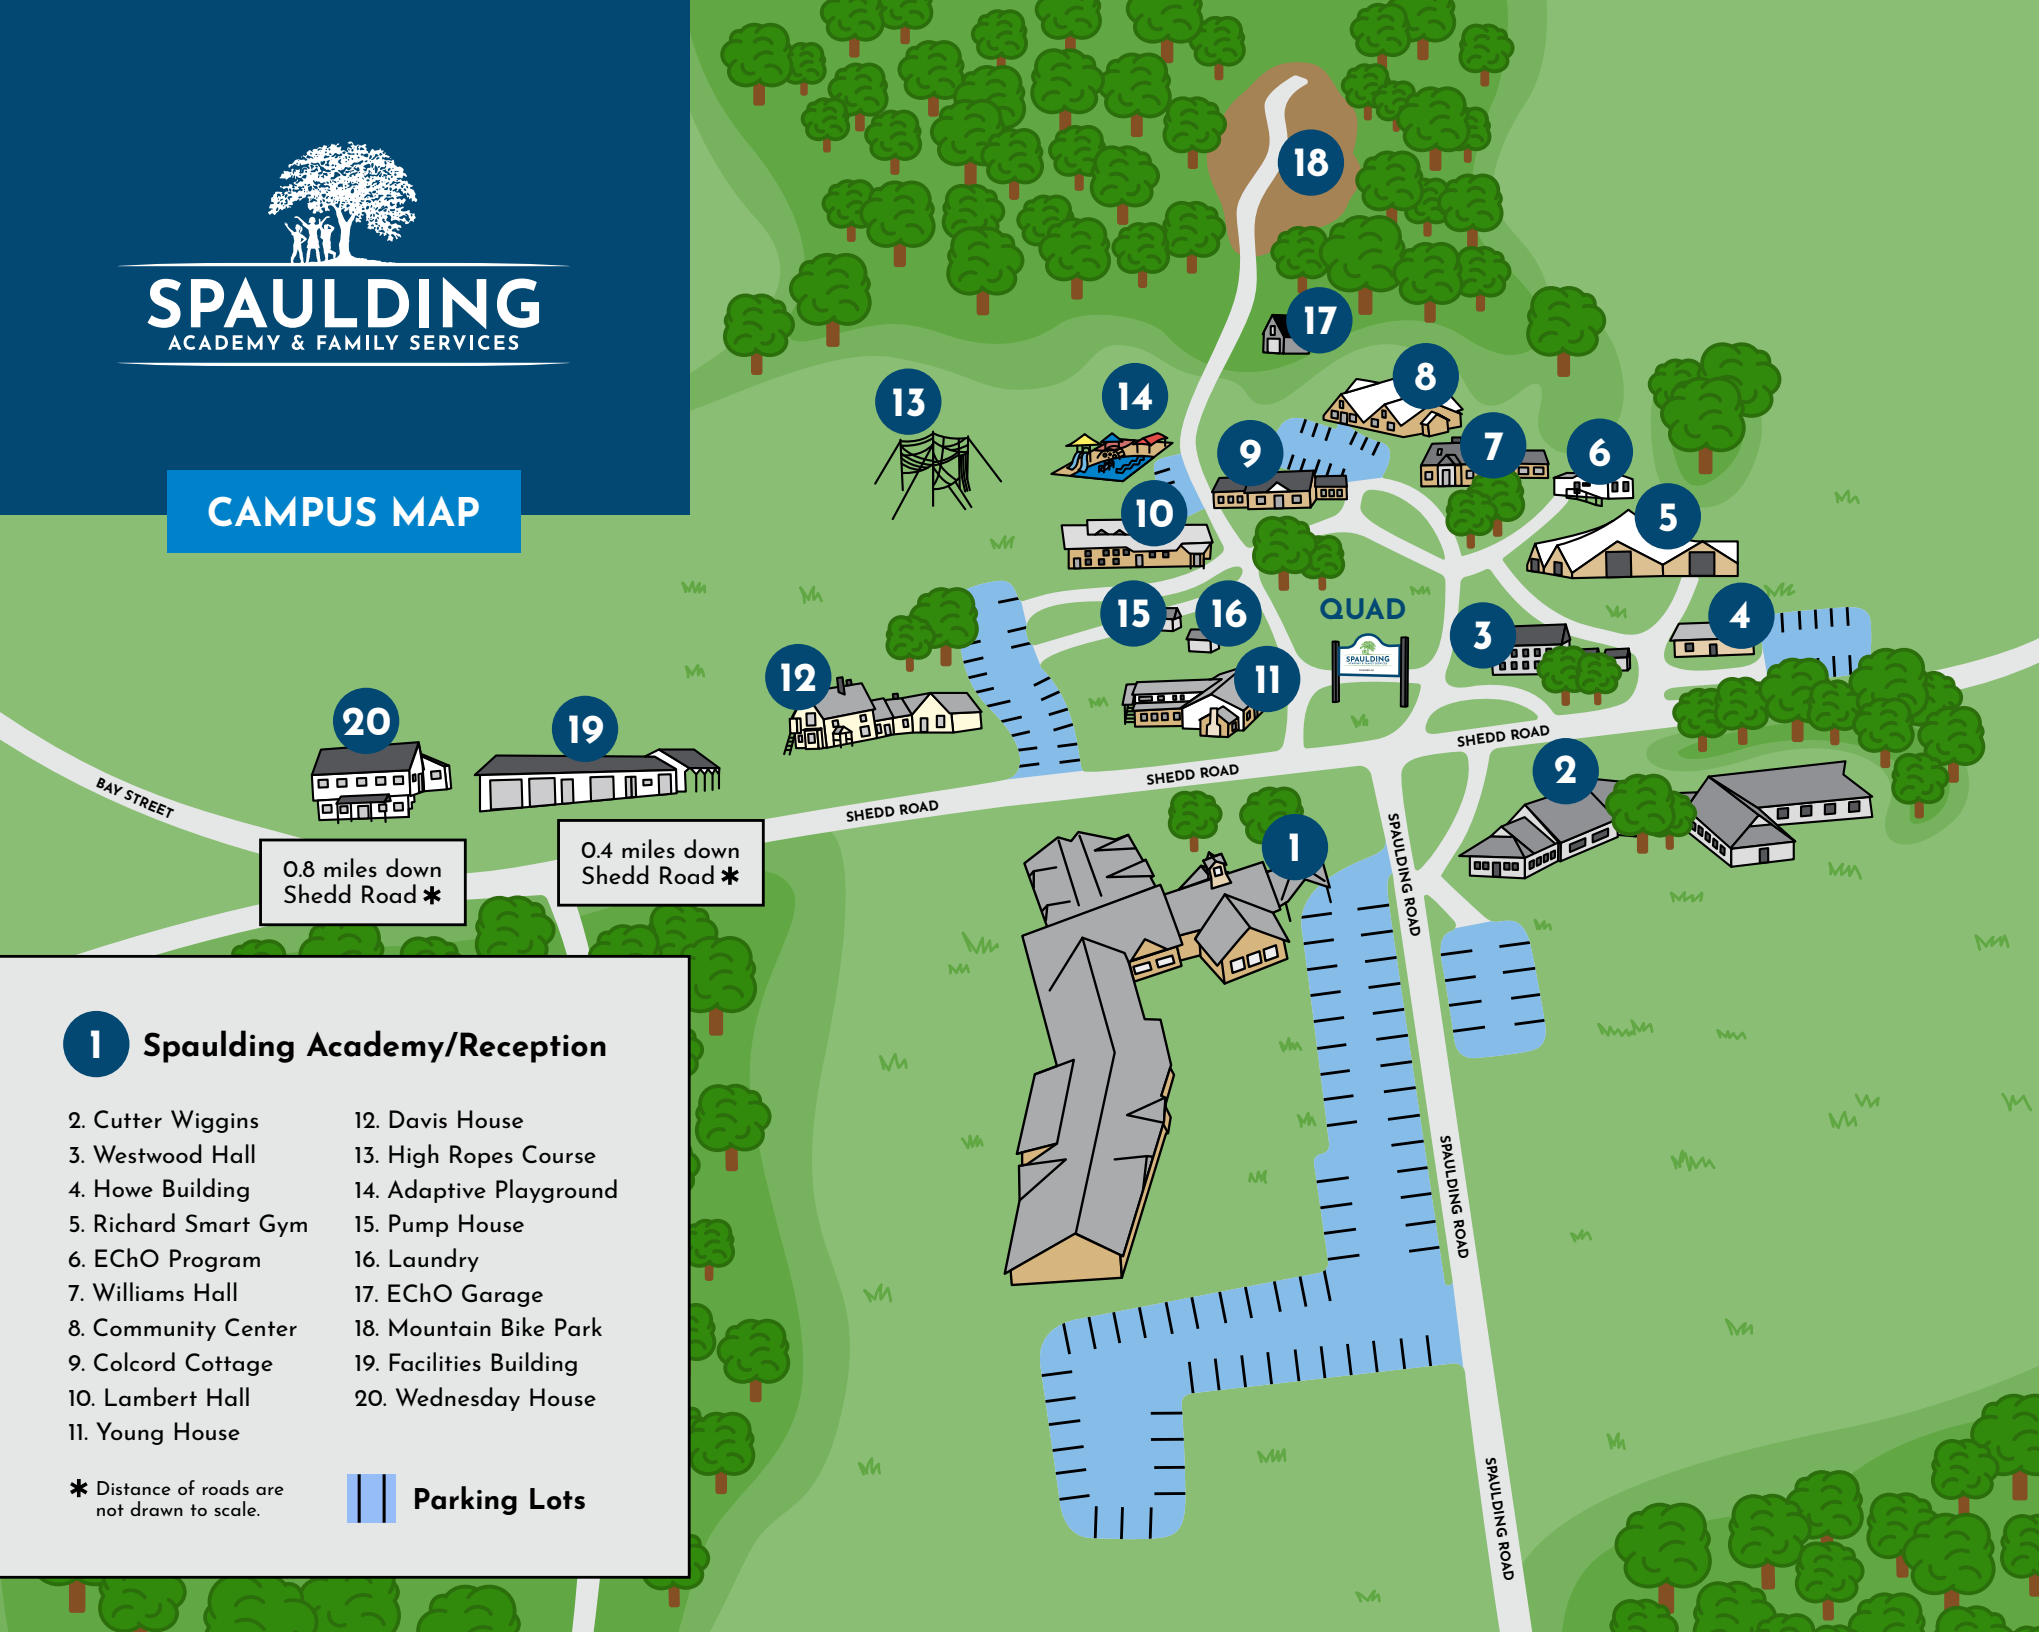 SPAULDING
ACADEMY & FAMILY SERVICES
CAMPUS MAP
18
17
8
13
14
7
9
6
10
5
15
16
QUAD
4
3
SPAULDING
12
11
20
19
SHEDD ROAD
2
SHEDD ROAD
BAY STREET
SHEDD ROAD
1
SPAULDING ROAD
0.8 miles down
Shedd Road *
0.4 miles down
Shedd Road *
SPAULDING ROAD
SPAULDING ROAD
1 Spaulding Academy/Reception
2. Cutter Wiggins
3. Westwood Hall
4. Howe Building
5. Richard Smart Gym
6. EChO Program
7. Williams Hall
8. Community Center
9. Colcord Cottage
10. Lambert Hall
11. Young House
12. Davis House
13. High Ropes Course
14. Adaptive Playground
15. Pump House
16. Laundry
17. EChO Garage
18. Mountain Bike Park
19. Facilities Building
20. Wednesday House
* Distance of roads are
not drawn to scale.
Parking Lots